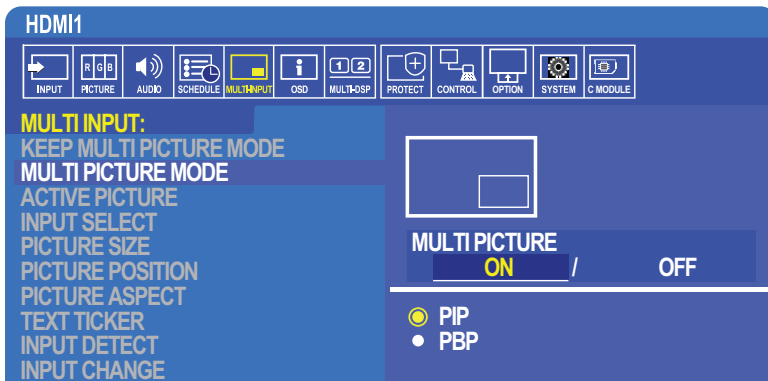 HDMI1
R G B
1 2
INPUT PICTURE AUDIO SCHEDULE MULTI-INPUT OSD MULTI-DSP PROTECT CONTROL OPTION SYSTEM C MODULE
MULTI INPUT:
KEEP MULTI PICTURE MODE
MULTI PICTURE MODE
ACTIVE PICTURE
INPUT SELECT
PICTURE SIZE
PICTURE POSITION
PICTURE ASPECT
TEXT TICKER
INPUT DETECT
INPUT CHANGE
MULTI PICTURE
ON / OFF
PIP
PBP